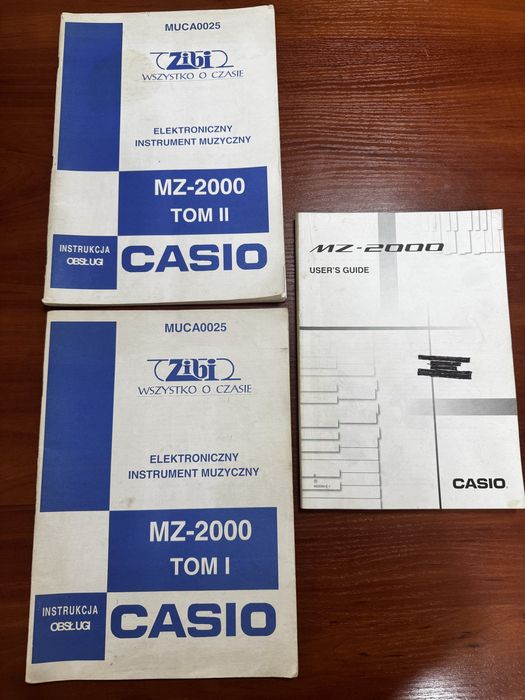 MUCA0025
Zibi
WSZYSTKO O CZASIE
ELEKTRONICZNY
INSTRUMENT MUZYCZNY
MZ-2000
TOM II
INSTRUKCJA
OBSŁUGI
CASIO
MZ-2000
USER'S GUIDE
CASIO
MUCA0025
Zibi
WSZYSTKO O CZASIE
ELEKTRONICZNY
INSTRUMENT MUZYCZNY
MZ-2000
TOM I
INSTRUKCJA
OBSŁUGI
CASIO